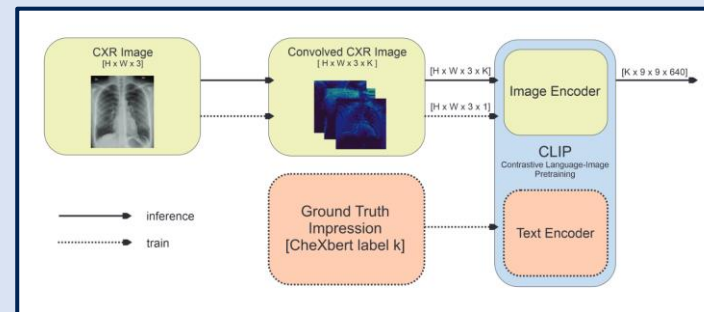 CXR Image
[H x W x 3]
Convolved CXR Image
[ H x W x 3 x K ]
[H x W x 3 x K]
[K x 9 x 9 x 640]
[H x W x 3 x 1]
Image Encoder
CLIP
Contrastive Language-Image
Pretraining
Ground Truth
Impression
[CheXbert label k]
Text Encoder
inference
train